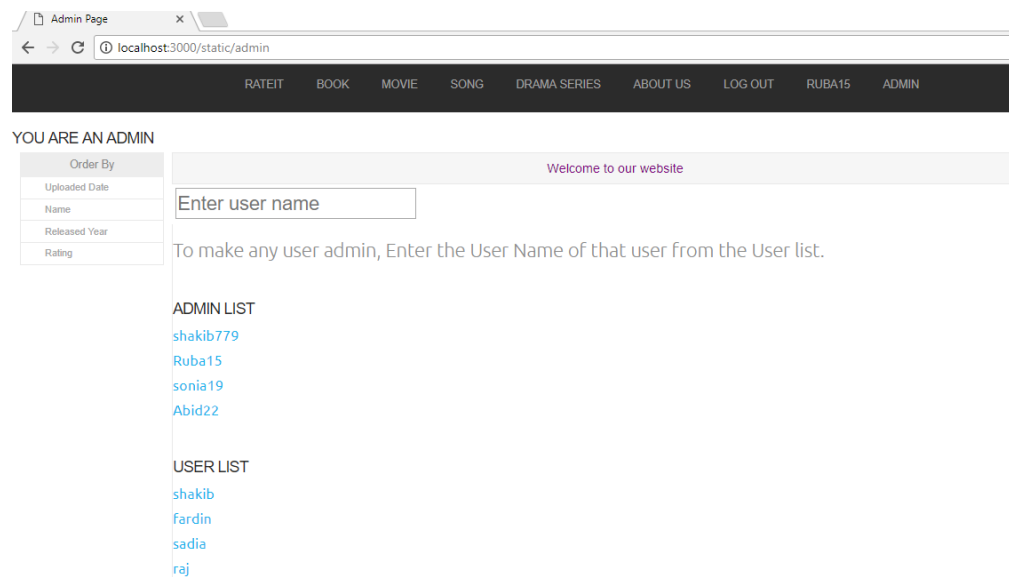 Admin Page
localhost:3000/static/admin
RATEIT BOOK MOVIE SONG DRAMA SERIES ABOUT US LOG OUT RUBA15 ADMIN
YOU ARE AN ADMIN
Order By
Uploaded Date
Name
Released Year
Rating
Welcome to our website
Enter user name
To make any user admin, Enter the User Name of that user from the User list.
ADMIN LIST
shakib779
Ruba15
sonia19
Abid22
USER LIST
shakib
fardin
sadia
raj